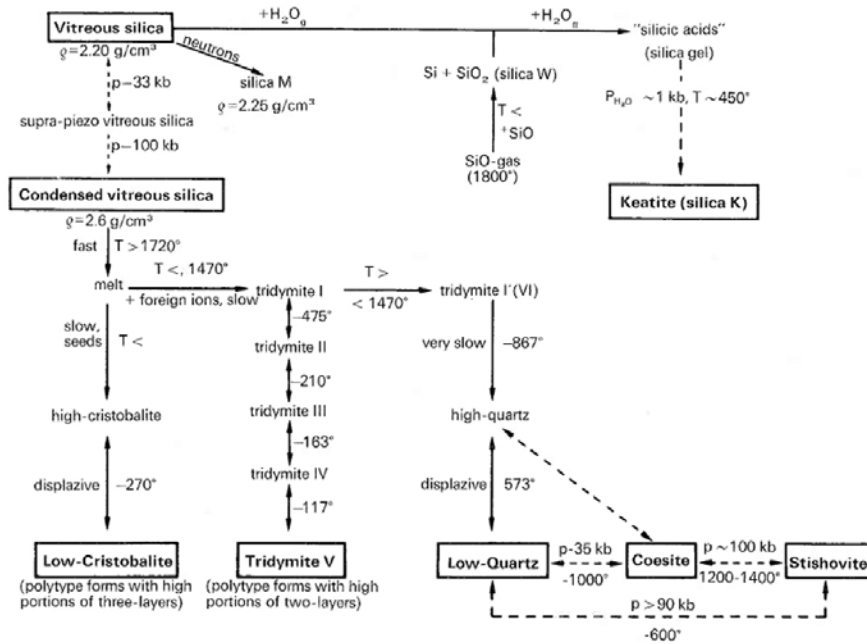 +H₂Og
+H₂Ofl
Vitreous silica
"silicic acids"
ϱ=2.20 g/cm³
neutrons
(silica gel)
p–33 kb
silica M
Si + SiO₂ (silica W)
ϱ=2.25 g/cm³
P_H₂O ~1 kb, T~450°
supra-piezo vitreous silica
T<
+SiO
p–100 kb
SiO-gas
(1800°)
Condensed vitreous silica
Keatite (silica K)
ϱ=2.6 g/cm³
fast
T>1720°
T<, 1470°
T>
melt
tridymite I
tridymite I'(VI)
+ foreign ions, slow
< 1470°
–475°
slow,
seeds
T<
tridymite II
very slow
–867°
–210°
high-cristobalite
tridymite III
high-quartz
–163°
tridymite IV
displazive
–270°
displazive
573°
–117°
p-35 kb
p ~100 kb
Low-Cristobalite
Tridymite V
Low-Quartz
Coesite
Stishovite
(polytype forms with high
portions of three-layers)
(polytype forms with high
portions of two-layers)
-1000°
1200-1400°
p>90 kb
-600°